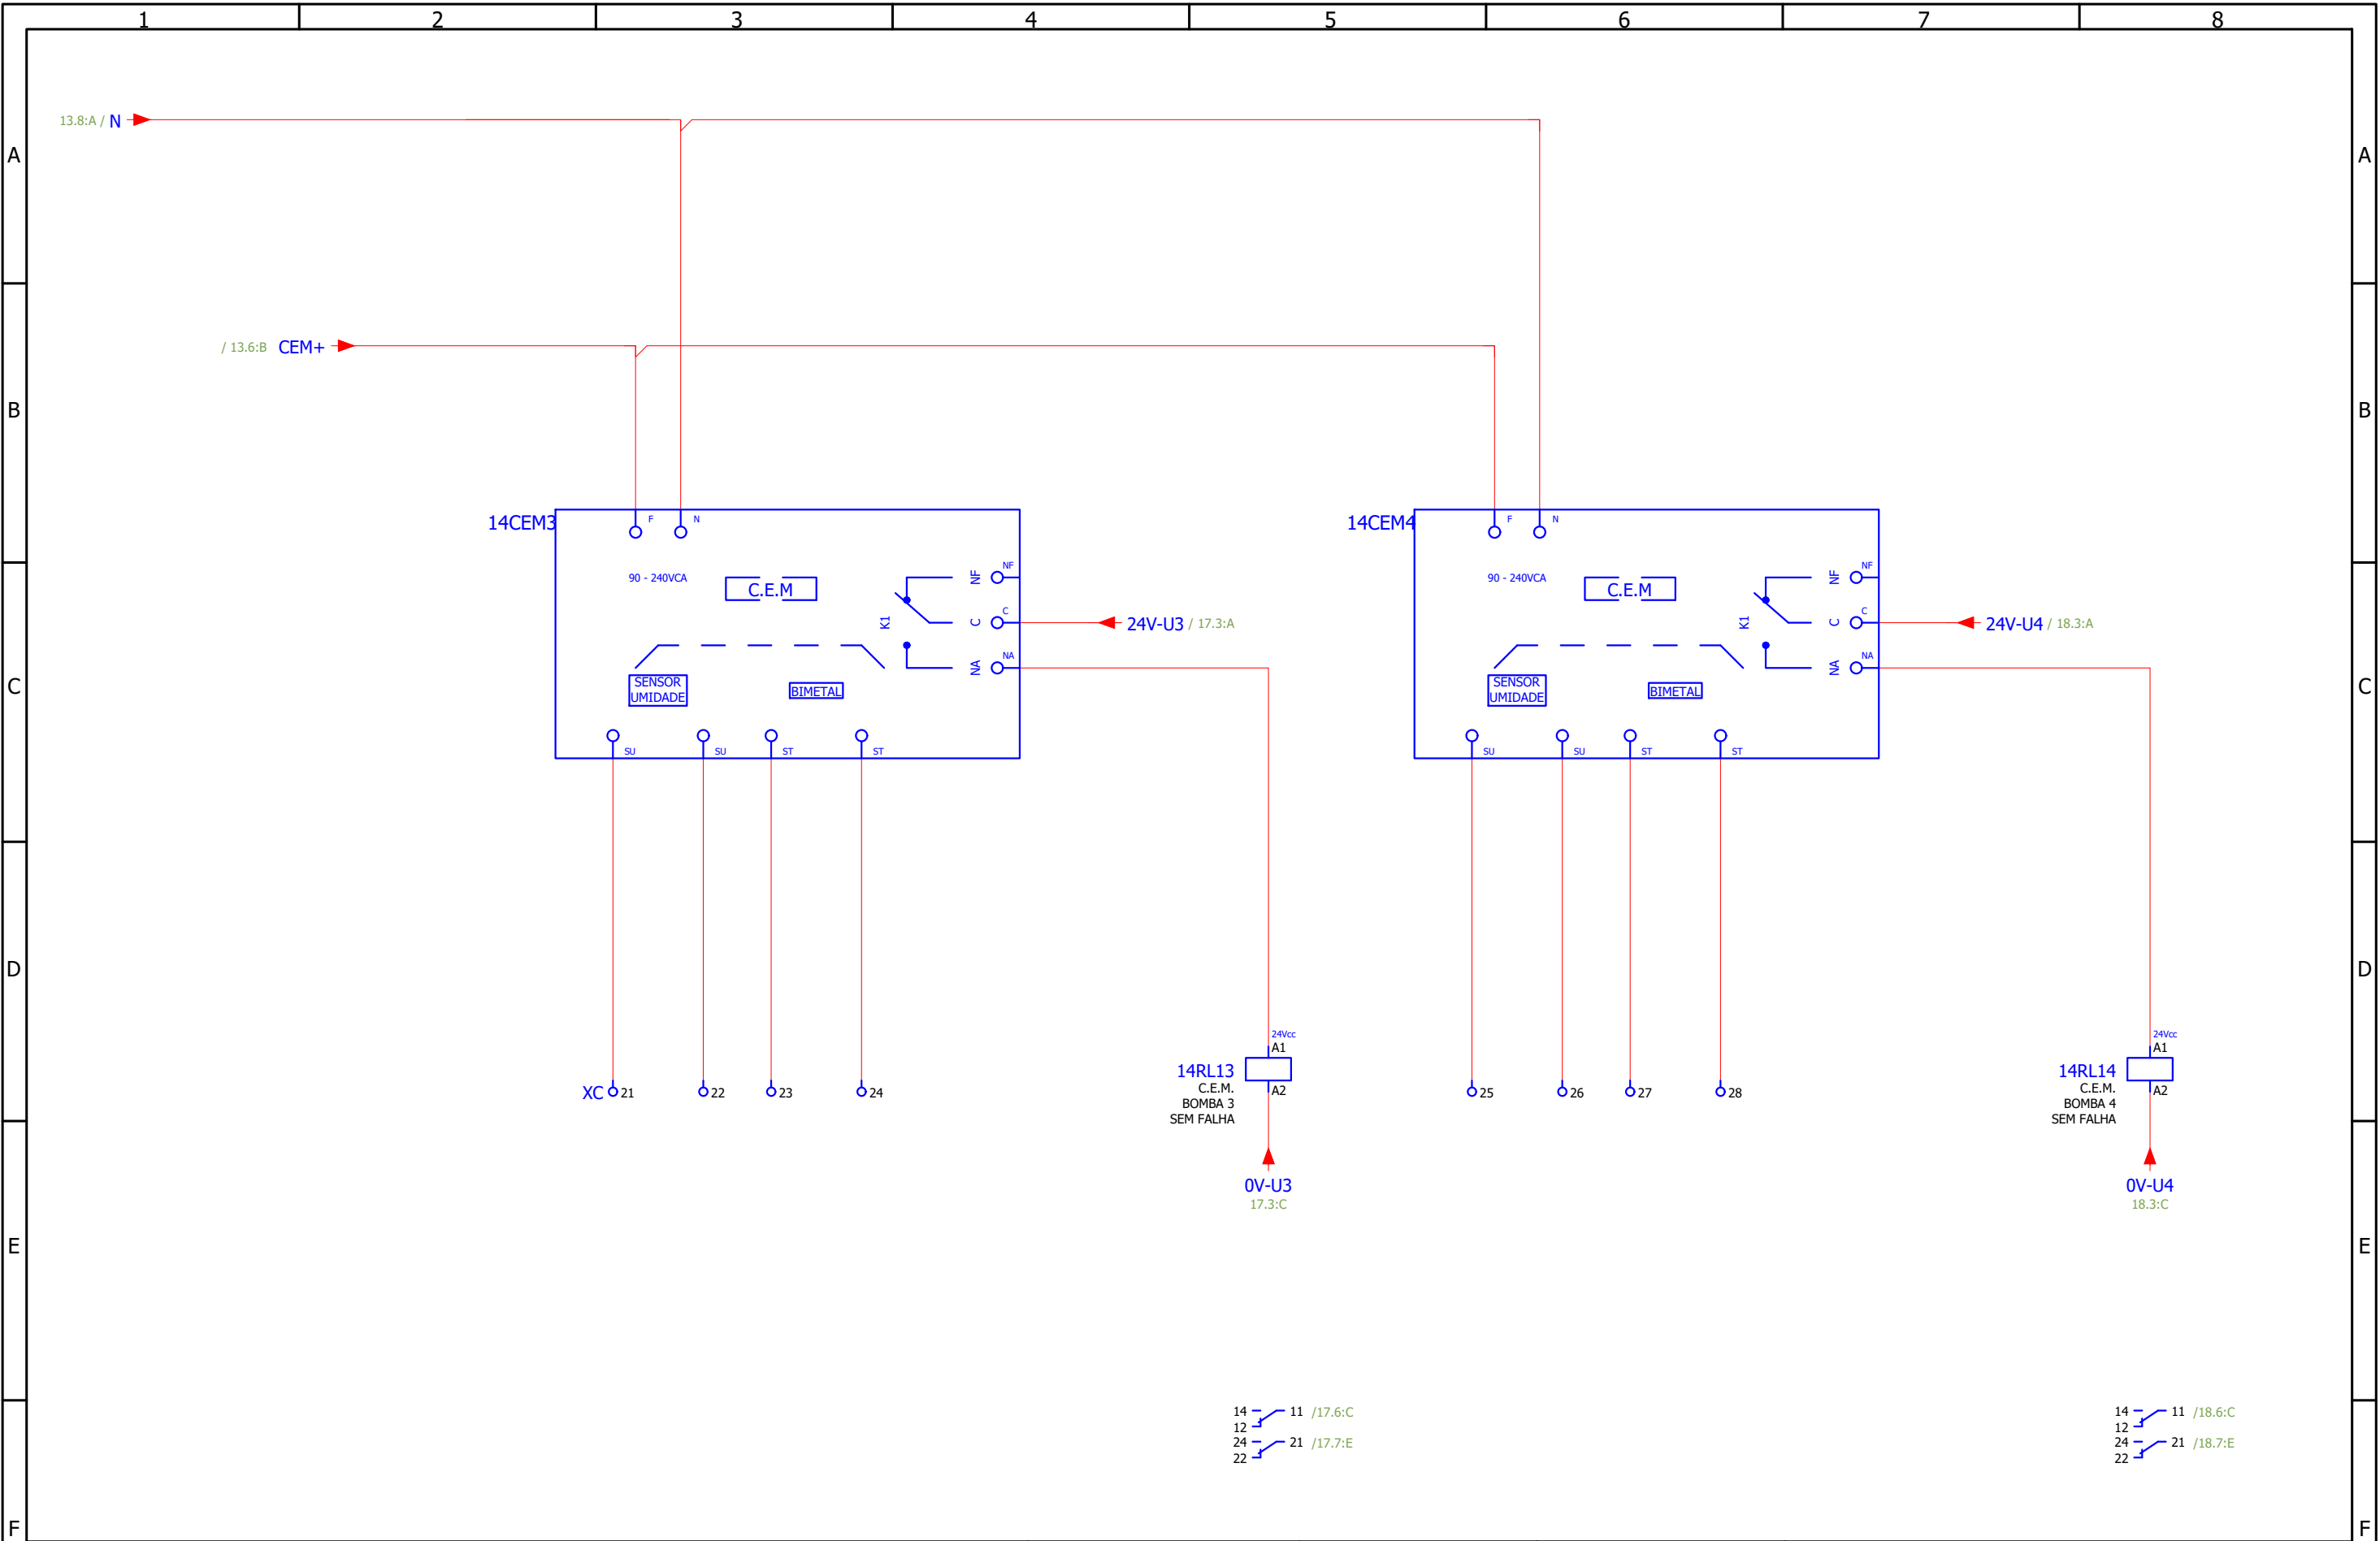 1 2 3 4 5 6 7 8
13.8:A / N
A A
/ 13.6:B CEM+
B B
14CEM3 F N
14CEM4 F N
90 - 240VCA C.E.M NF NF
K1 C C 24V-U3 / 17.3:A
NA NA
SENSOR
UMIDADE
BIMETAL
SU SU ST ST
90 - 240VCA C.E.M NF NF
K1 C C 24V-U4 / 18.3:A
NA NA
SENSOR
UMIDADE
BIMETAL
SU SU ST ST
C C
D D
XC 21 22 23 24
24Vcc
A1
14RL13
C.E.M.
A2
BOMBA 3
SEM FALHA
0V-U3
17.3:C
25 26 27 28
24Vcc
A1
14RL14
C.E.M.
A2
BOMBA 4
SEM FALHA
0V-U4
18.3:C
E E
14 11 /17.6:C
12
24 21 /17.7:E
22
14 11 /18.6:C
12
24 21 /18.7:E
22
F F